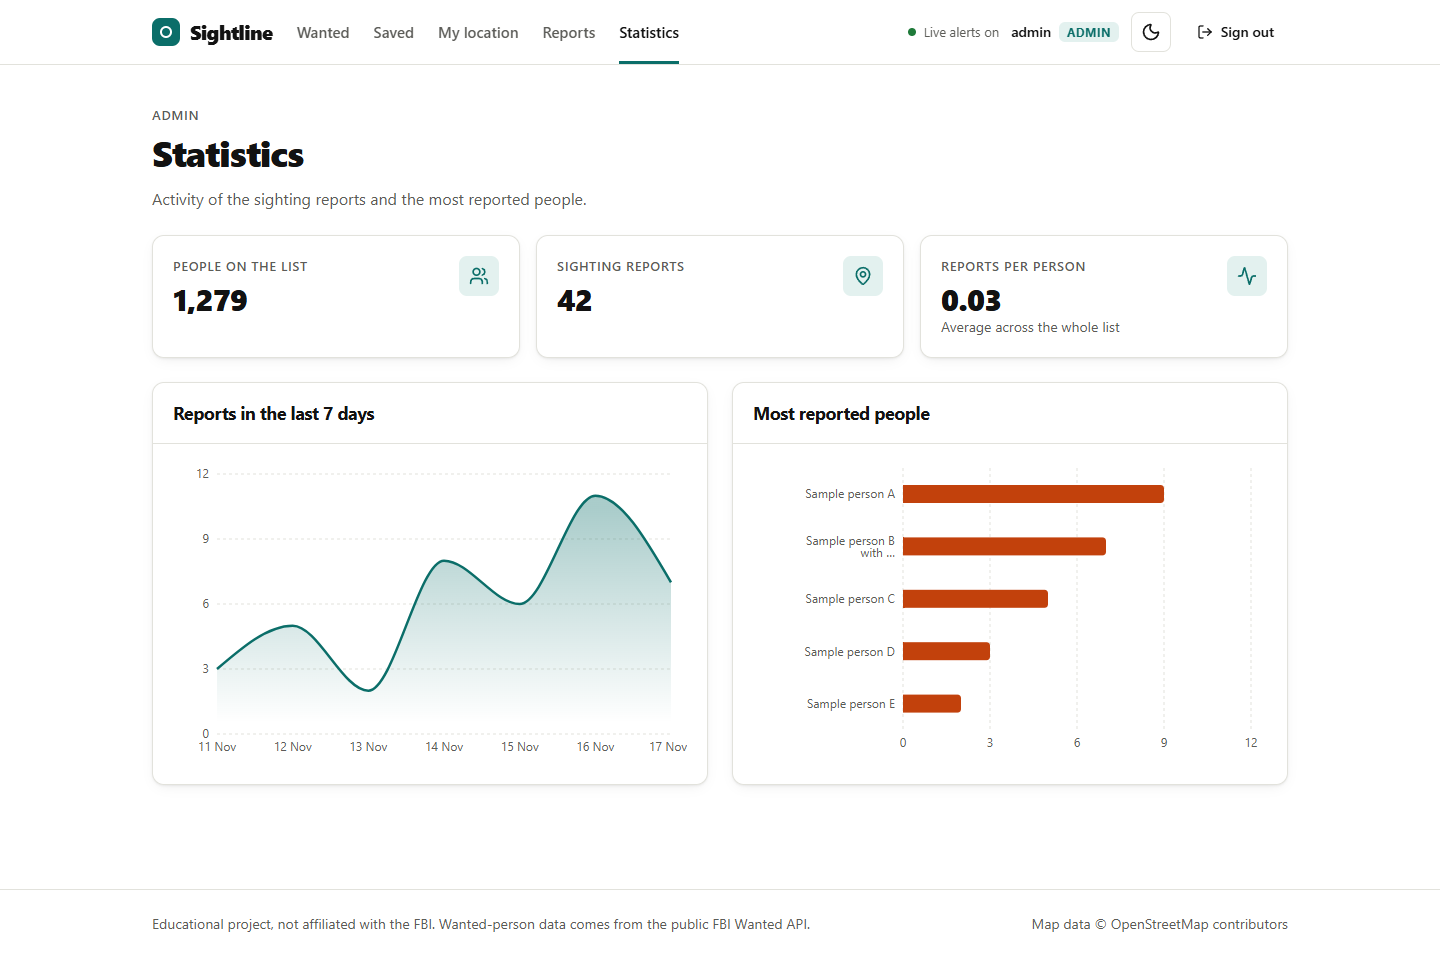 Sightline
Wanted
Saved
My location
Reports
Statistics
Live alerts on
admin
ADMIN
Sign out
ADMIN
Statistics
Activity of the sighting reports and the most reported people.
PEOPLE ON THE LIST
1,279
SIGHTING REPORTS
42
REPORTS PER PERSON
0.03
Average across the whole list
Reports in the last 7 days
12
9
6
3
0
11 Nov
12 Nov
13 Nov
14 Nov
15 Nov
16 Nov
17 Nov
Most reported people
Sample person A
Sample person B
with ...
Sample person C
Sample person D
Sample person E
0
3
6
9
12
Educational project, not affiliated with the FBI. Wanted-person data comes from the public FBI Wanted API.
Map data © OpenStreetMap contributors